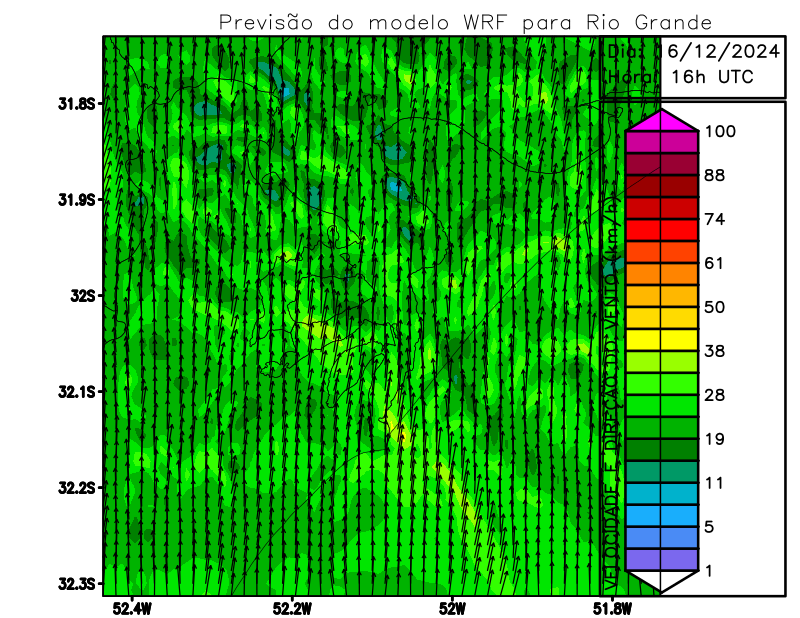 Previsão do modelo WRF para Rio Grande
Dia: 16/12/2024
Hora: 16h UTC
31.8S
31.9S
32S
32.1S
32.2S
32.3S
52.4W
52.2W
52W
51.8W
VELOCIDADE E DIREÇÃO DO VENTO (km/h)
100
88
74
61
50
38
28
19
11
5
1